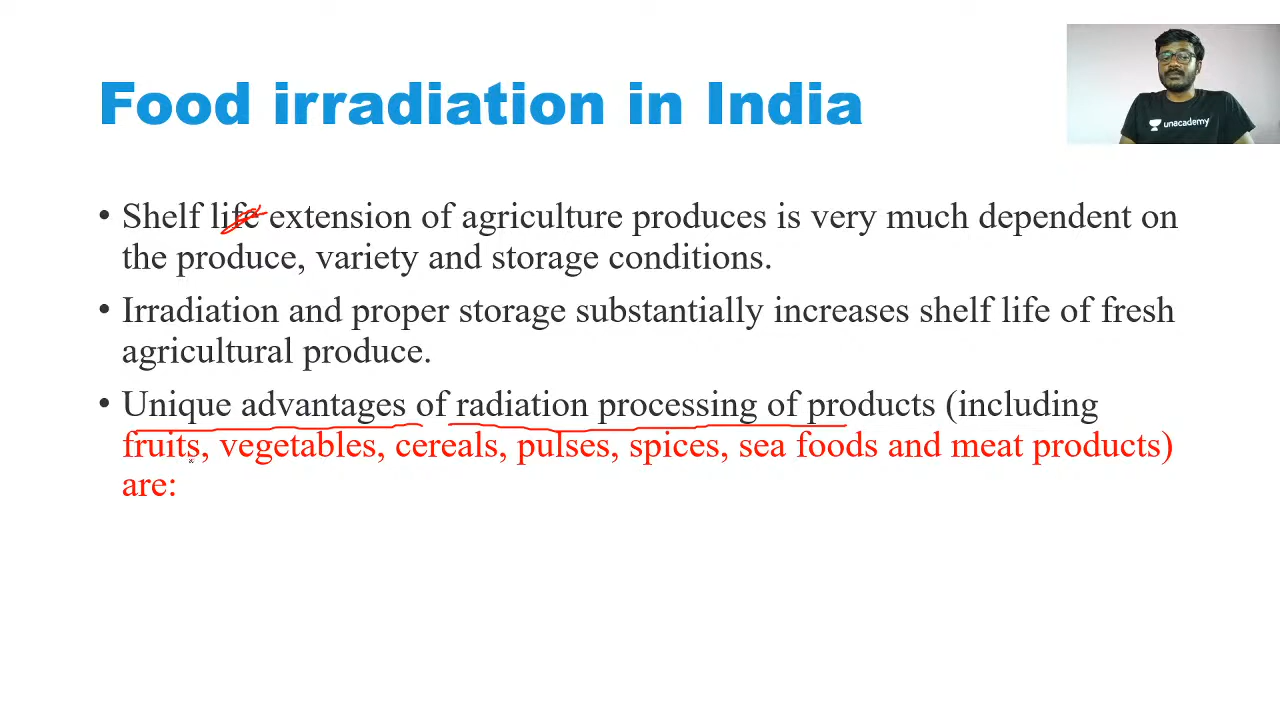 Food irradiation in India
unacademy
• Shelf life extension of agriculture produces is very much dependent on
the produce, variety and storage conditions.
• Irradiation and proper storage substantially increases shelf life of fresh
agricultural produce.
• Unique advantages of radiation processing of products (including
fruits, vegetables, cereals, pulses, spices, sea foods and meat products)
are: